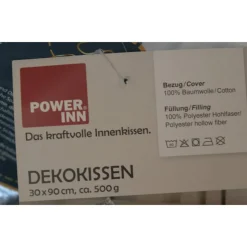 POWER
INN
Das kraftvolle Innenkissen.
DEKOKISSEN
30 x 90 cm, ca. 500 g
Bezug/Cover
100% Baumwolle/Cotton
Füllung/Filling
100% Polyester Hohlfaser/
Polyester hollow fiber